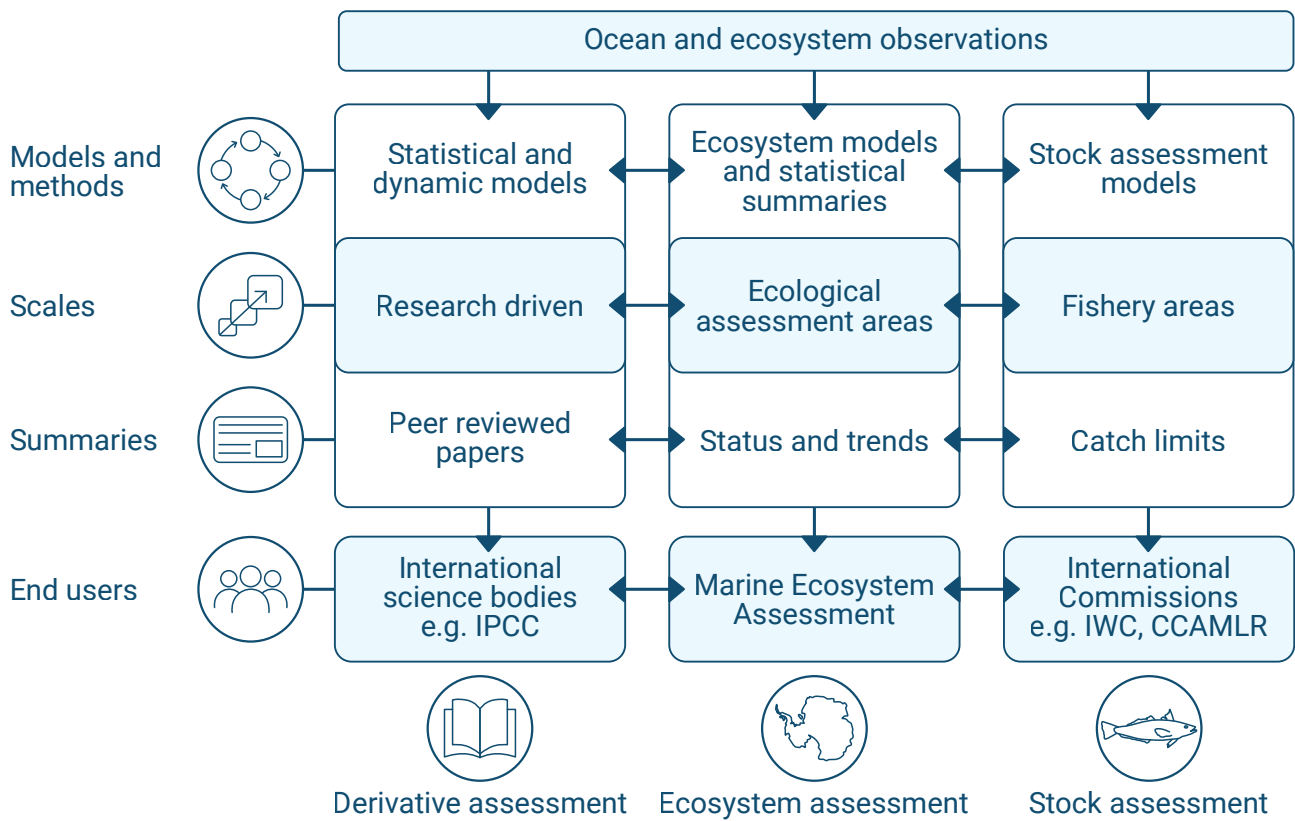 Ocean and ecosystem observations
Models and
methods
Statistical and
dynamic models
Ecosystem models
and statistical
summaries
Stock assessment
models
Scales
Research driven
Ecological
assessment areas
Fishery areas
Summaries
Peer reviewed
papers
Status and trends
Catch limits
End users
International
science bodies
e.g. IPCC
Marine Ecosystem
Assessment
International
Commissions
e.g. IWC, CCAMLR
Derivative assessment
Ecosystem assessment
Stock assessment